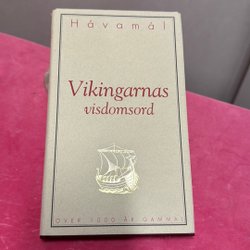 Hávamál
Vikingarnas
visdomsord
ÖVER 1000 ÅR GAMMAL